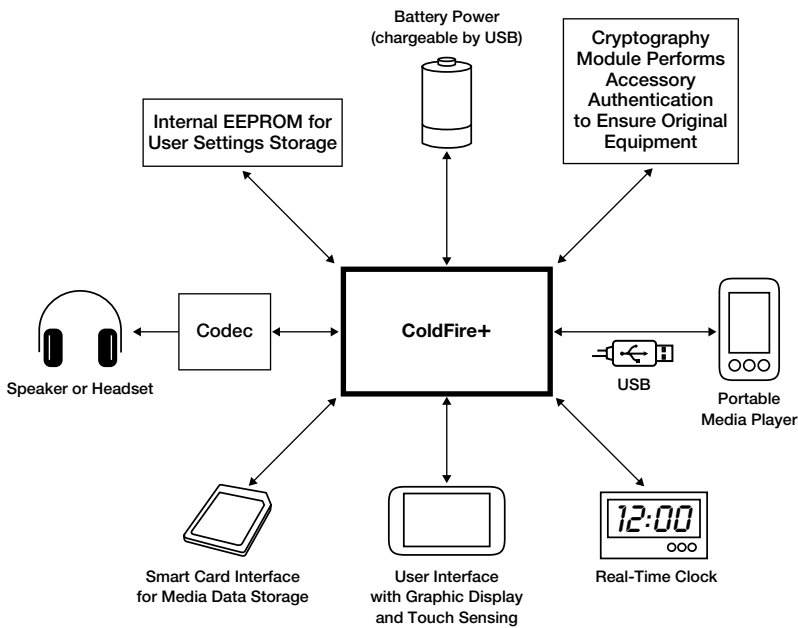 Battery Power
(chargeable by USB)
Cryptography
Module Performs
Accessory
Authentication
to Ensure Original
Equipment
Internal EEPROM for
User Settings Storage
Codec
ColdFire+
Speaker or Headset
USB
Portable
Media Player
12:00
Smart Card Interface
for Media Data Storage
User Interface
with Graphic Display
and Touch Sensing
Real-Time Clock